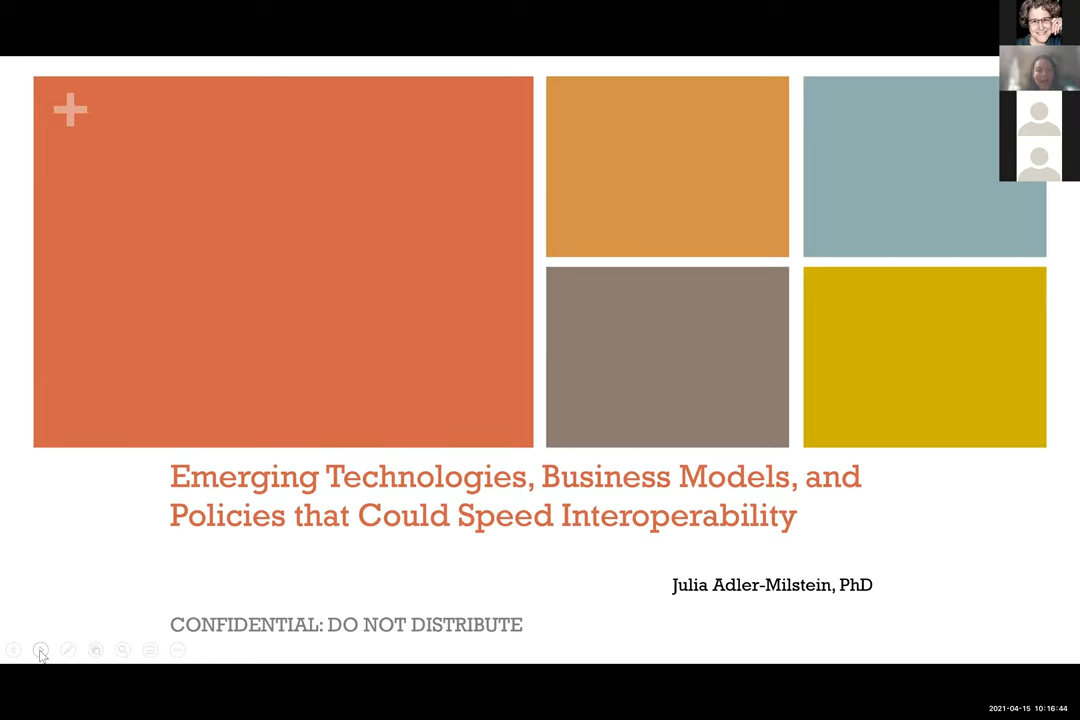 Emerging Technologies, Business Models, and
Policies that Could Speed Interoperability
Julia Adler-Milstein, PhD
CONFIDENTIAL: DO NOT DISTRIBUTE
2021-04-15 10:16:44